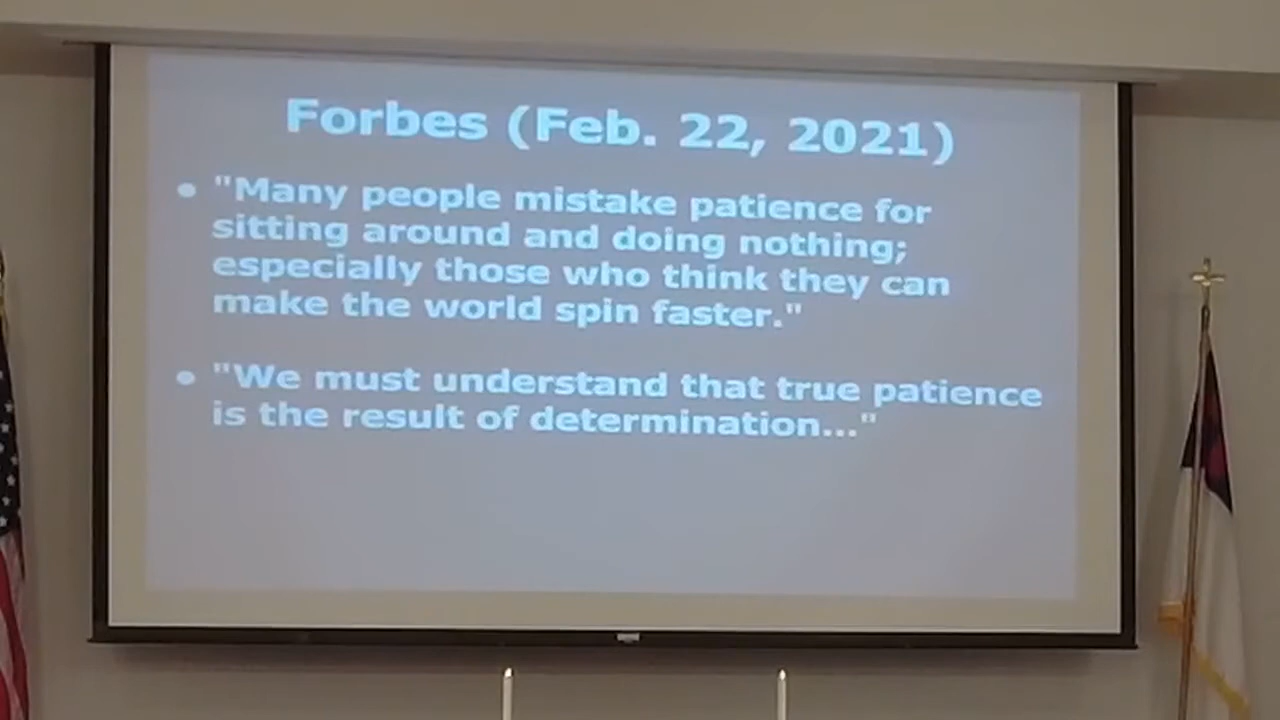 Forbes (Feb. 22, 2021)
• "Many people mistake patience for
sitting around and doing nothing;
especially those who think they can
make the world spin faster."
• "We must understand that true patience
is the result of determination..."